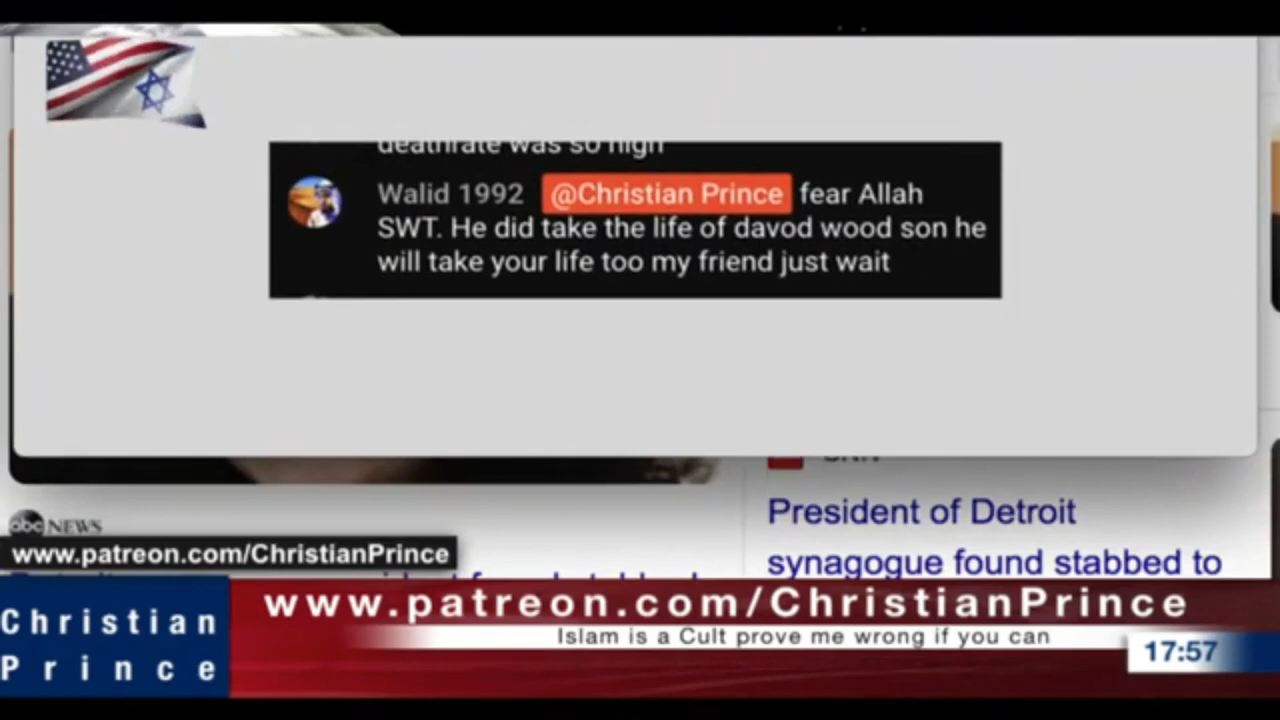 deathrate was so high
Walid 1992 @Christian Prince fear Allah
SWT. He did take the life of davod wood son he
will take your life too my friend just wait
abc NEWS
President of Detroit
synagogue found stabbed to
www.patreon.com/ChristianPrince
Christian
Prince
www.patreon.com/ChristianPrince
Islam is a Cult prove me wrong if you can
17:57